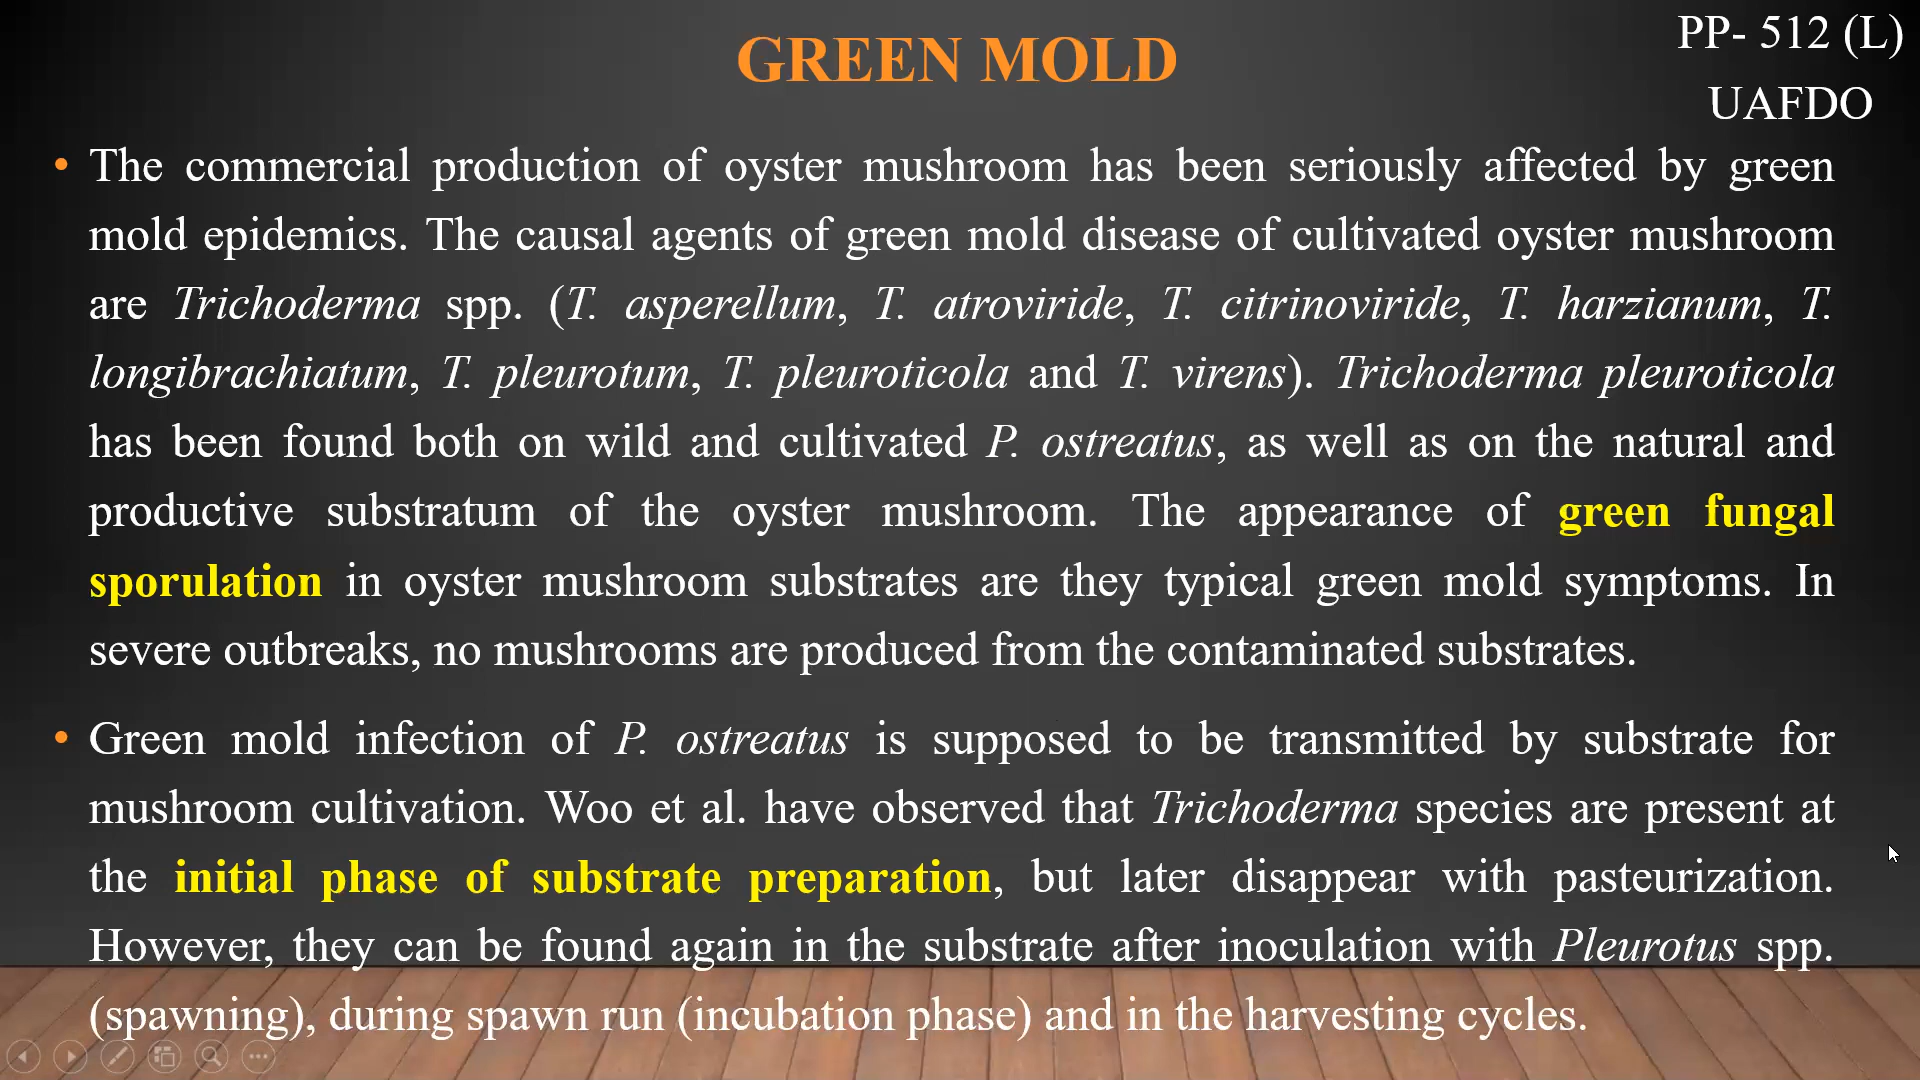 GREEN MOLD
PP- 512 (L)
UAFDO
• The commercial production of oyster mushroom has been seriously affected by green
mold epidemics. The causal agents of green mold disease of cultivated oyster mushroom
are Trichoderma spp. (T. asperellum, T. atroviride, T. citrinoviride, T. harzianum, T.
longibrachiatum, T. pleurotum, T. pleuroticola and T. virens). Trichoderma pleuroticola
has been found both on wild and cultivated P. ostreatus, as well as on the natural and
productive substratum of the oyster mushroom. The appearance of green fungal
sporulation in oyster mushroom substrates are they typical green mold symptoms. In
severe outbreaks, no mushrooms are produced from the contaminated substrates.
• Green mold infection of P. ostreatus is supposed to be transmitted by substrate for
mushroom cultivation. Woo et al. have observed that Trichoderma species are present at
the initial phase of substrate preparation, but later disappear with pasteurization.
However, they can be found again in the substrate after inoculation with Pleurotus spp.
(spawning), during spawn run (incubation phase) and in the harvesting cycles.